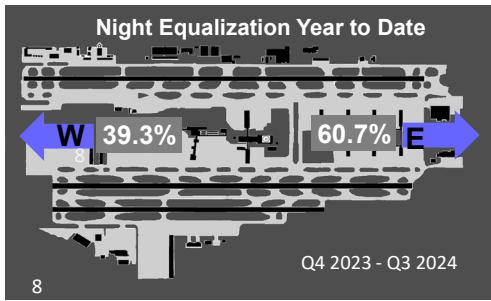 Night Equalization Year to Date
W 39.3% 60.7% E
8
Q4 2023 - Q3 2024
8